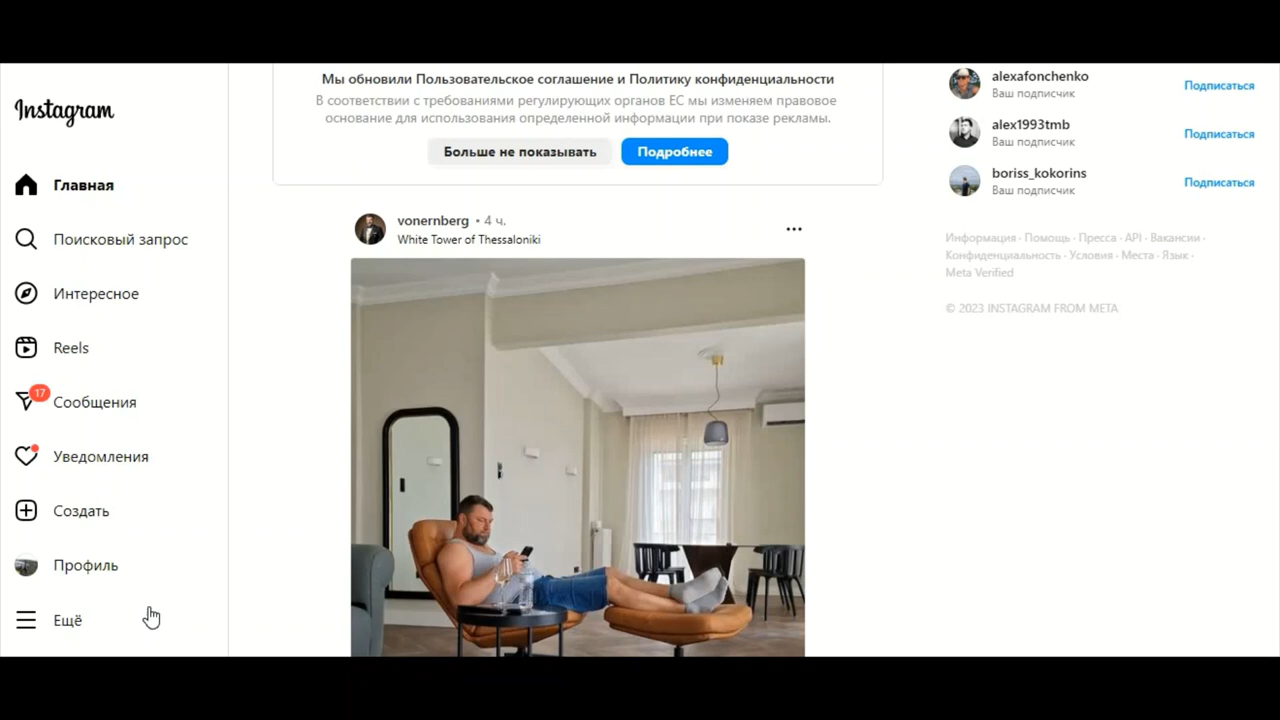 Instagram
Главная
Поисковый запрос
Интересное
Reels
17
Сообщения
Уведомления
Создать
Профиль
Ещё
Мы обновили Пользовательское соглашение и Политику конфиденциальности
В соответствии с требованиями регулирующих органов ЕС мы изменяем правовое
основание для использования определенной информации при показе рекламы.
Больше не показывать
Подробнее
vonernberg • 4 ч.
White Tower of Thessaloniki
alexafonchenko
Ваш подписчик
Подписаться
alex1993tmb
Ваш подписчик
Подписаться
boriss_kokorins
Ваш подписчик
Подписаться
Информация · Помощь · Пресса · API · Вакансии ·
Конфиденциальность · Условия · Места · Язык ·
Meta Verified
© 2023 INSTAGRAM FROM META